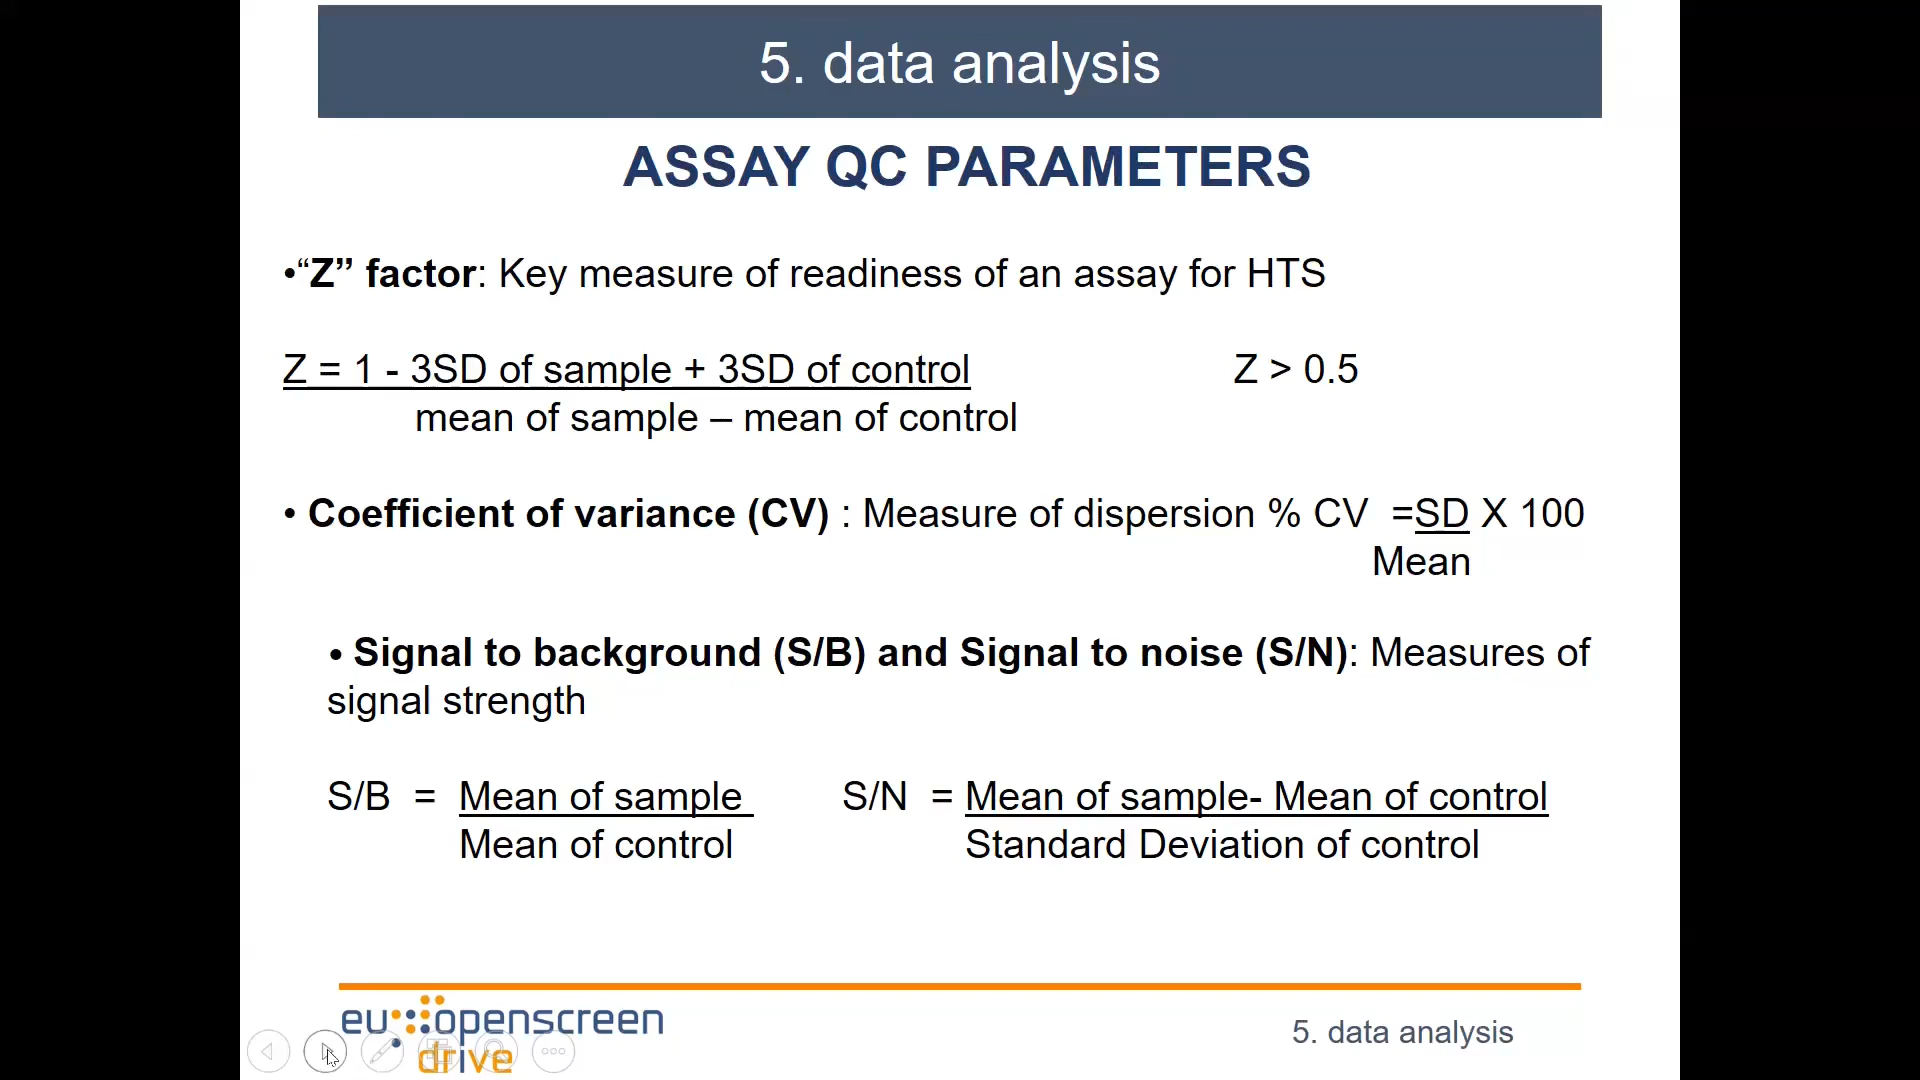 5. data analysis
ASSAY QC PARAMETERS
•“Z” factor: Key measure of readiness of an assay for HTS
Z = 1 - 3SD of sample + 3SD of control Z > 0.5
mean of sample – mean of control
• Coefficient of variance (CV) : Measure of dispersion % CV =SD X 100
Mean
• Signal to background (S/B) and Signal to noise (S/N): Measures of
signal strength
S/B = Mean of sample S/N = Mean of sample- Mean of control
Mean of control Standard Deviation of control
eu openscreen
drive
5. data analysis